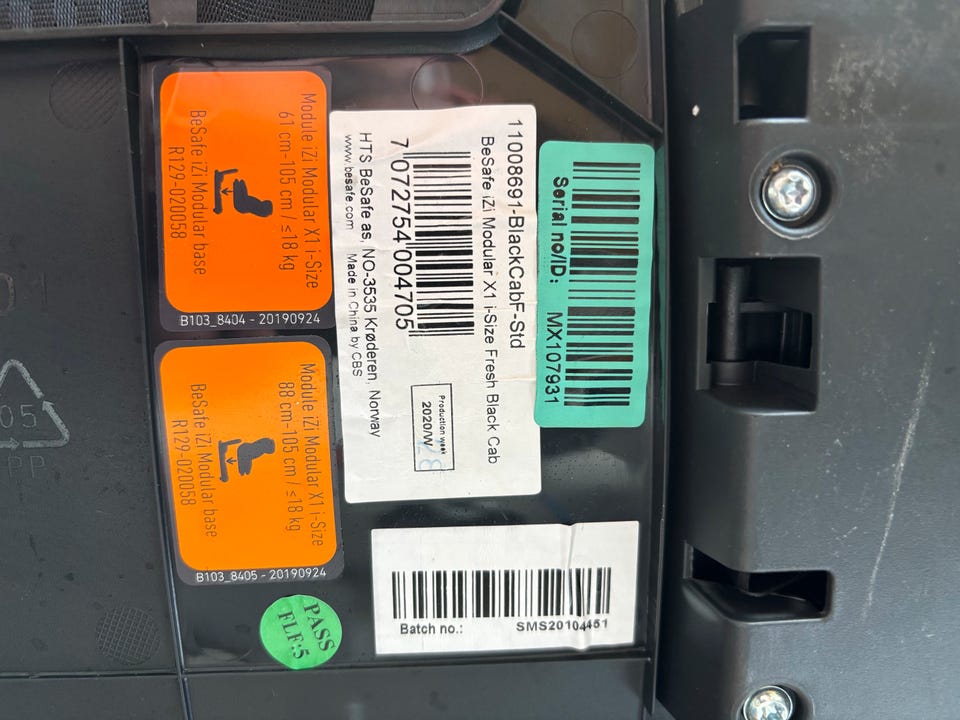 Serial no/ID: MX107931
11008691-BlackCabF-Std
BeSafe iZi Modular X1 i-Size Fresh Black Cab
7 072754 004705
Production week
2020/W 28
HTS BeSafe as, NO-3535 Krøderen, Norway
www.besafe.com Made in China by CBS
Module iZi Modular X1 i-Size
61 cm-105 cm / ≤18 kg
BeSafe iZi Modular base
R129-020058
B103_8404 - 20190924
Module iZi Modular X1 i-Size
88 cm-105 cm / ≤18 kg
BeSafe iZi Modular base
R129-020058
B103_8405 - 20190924
Batch no.: SMS20104461
PASS
FLF:5
05
PP